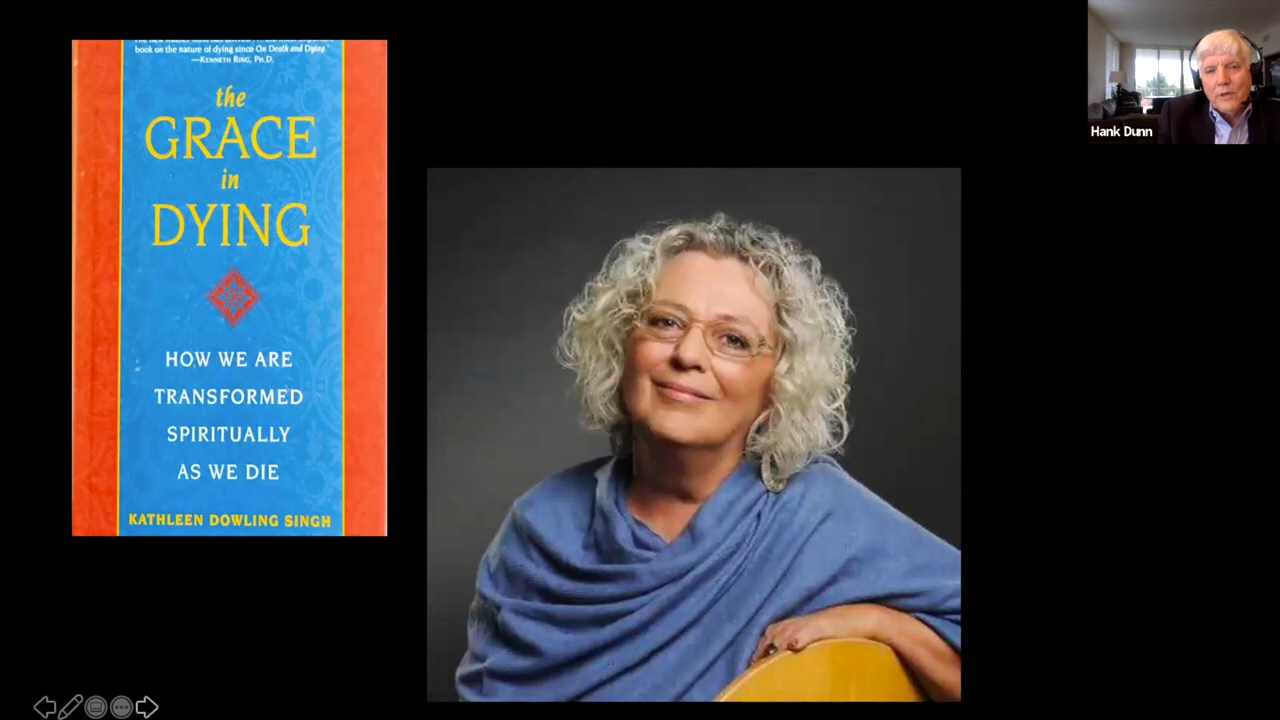 book on the nature of dying since On Death and Dying."
—KENNETH RING, PH.D.
the
GRACE
in
DYING
HOW WE ARE
TRANSFORMED
SPIRITUALLY
AS WE DIE
KATHLEEN DOWLING SINGH
Hank Dunn